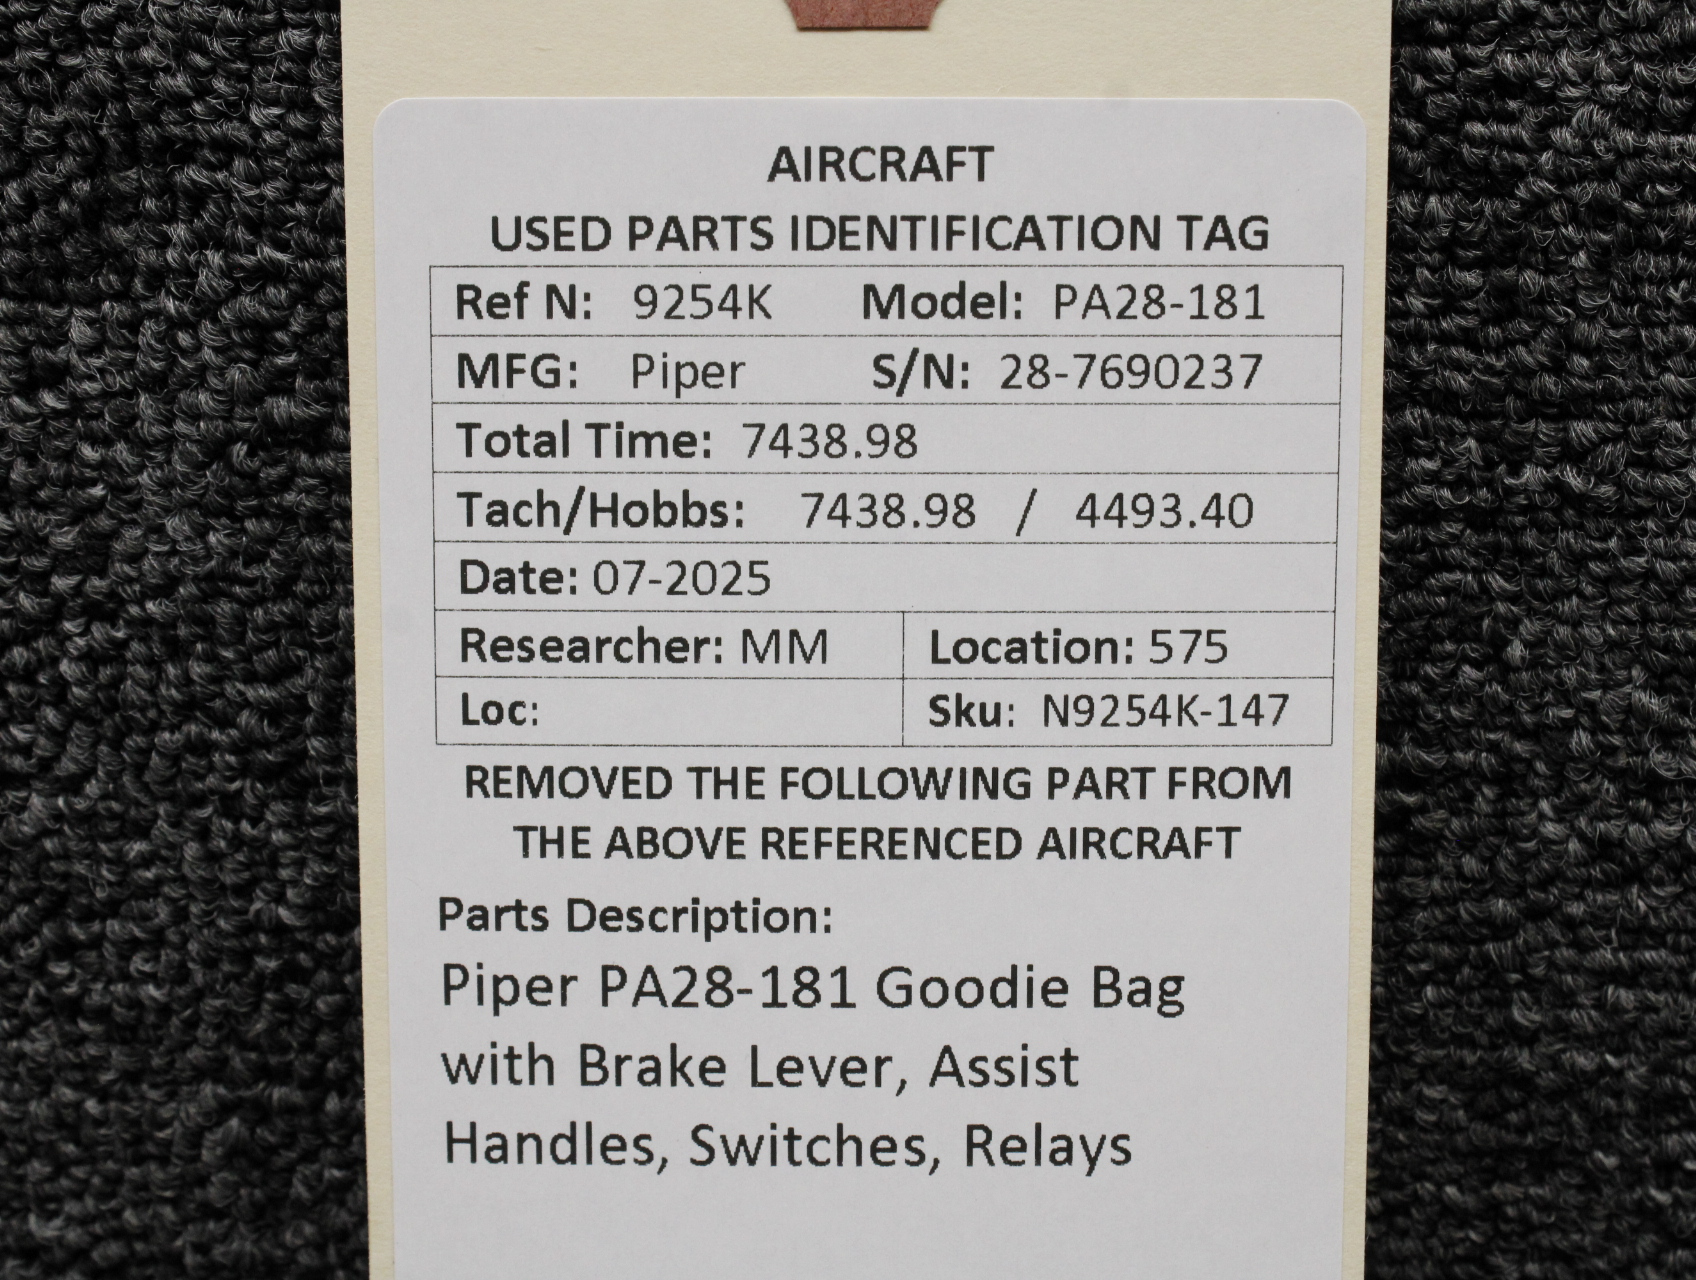 AIRCRAFT
USED PARTS IDENTIFICATION TAG
Ref N: 9254K Model: PA28-181
MFG: Piper S/N: 28-7690237
Total Time: 7438.98
Tach/Hobbs: 7438.98 / 4493.40
Date: 07-2025
Researcher: MM Location: 575
Loc: Sku: N9254K-147
REMOVED THE FOLLOWING PART FROM
THE ABOVE REFERENCED AIRCRAFT
Parts Description:
Piper PA28-181 Goodie Bag
with Brake Lever, Assist
Handles, Switches, Relays